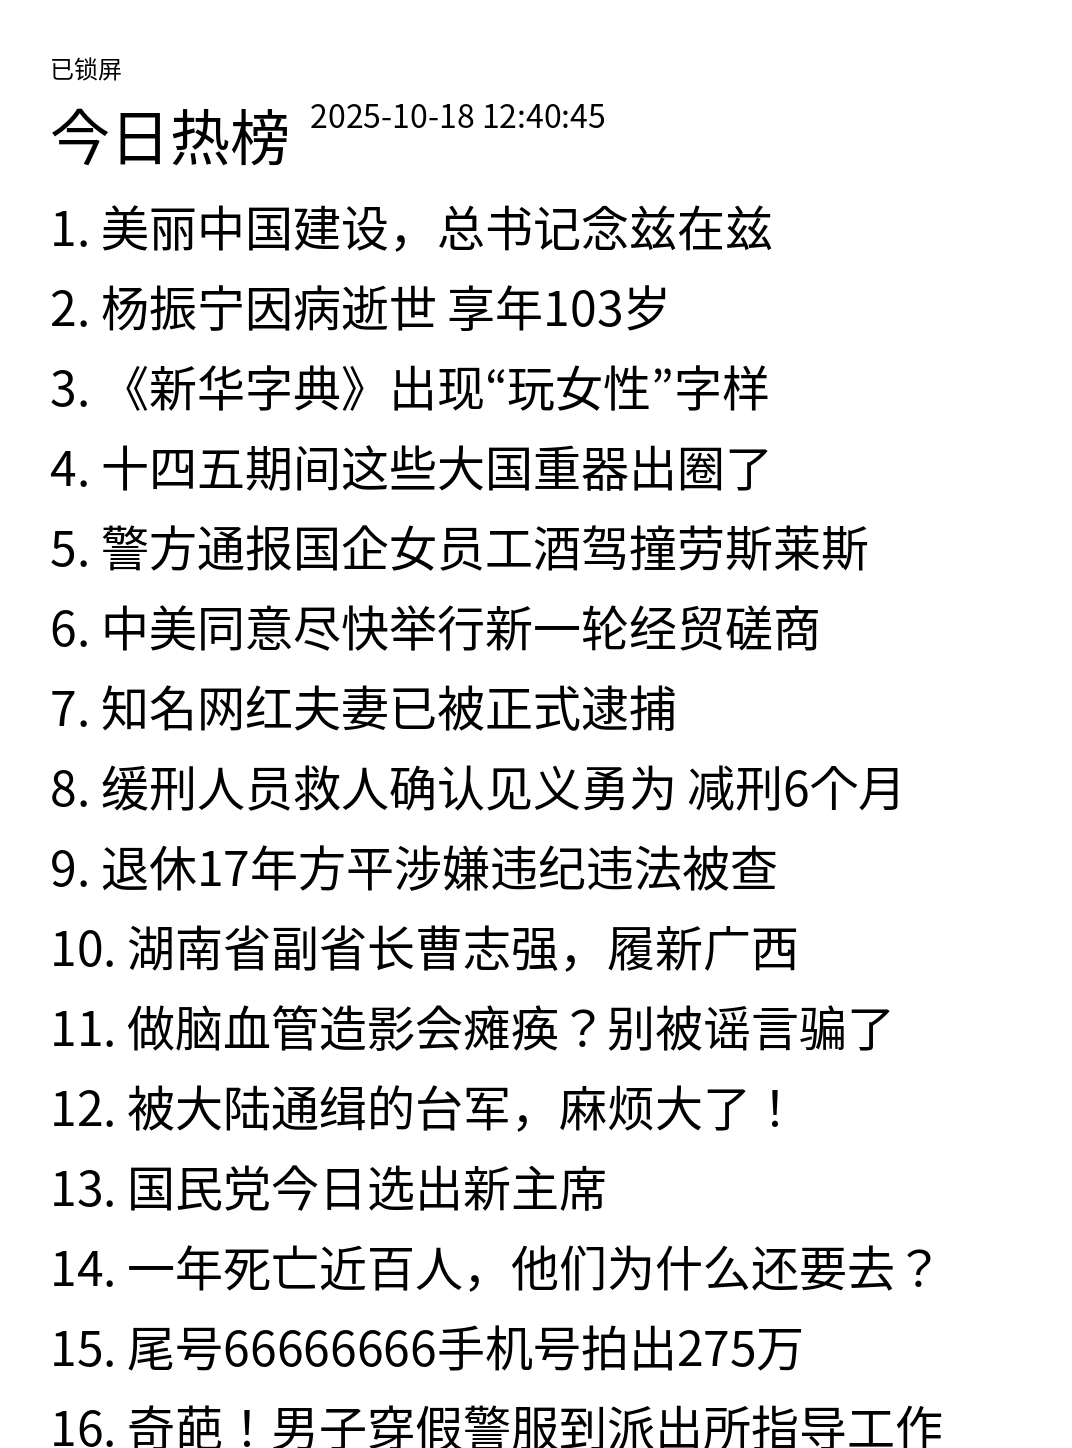 已锁屏
今日热榜 2025-10-18 12:40:45
1. 美丽中国建设，总书记念兹在兹
2. 杨振宁因病逝世 享年103岁
3. 《新华字典》出现“玩女性”字样
4. 十四五期间这些大国重器出圈了
5. 警方通报国企女员工酒驾撞劳斯莱斯
6. 中美同意尽快举行新一轮经贸磋商
7. 知名网红夫妻已被正式逮捕
8. 缓刑人员救人确认见义勇为 减刑6个月
9. 退休17年方平涉嫌违纪违法被查
10. 湖南省副省长曹志强，履新广西
11. 做脑血管造影会瘫痪？别被谣言骗了
12. 被大陆通缉的台军，麻烦大了！
13. 国民党今日选出新主席
14. 一年死亡近百人，他们为什么还要去？
15. 尾号66666666手机号拍出275万
16. 奇葩！男子穿假警服到派出所指导工作